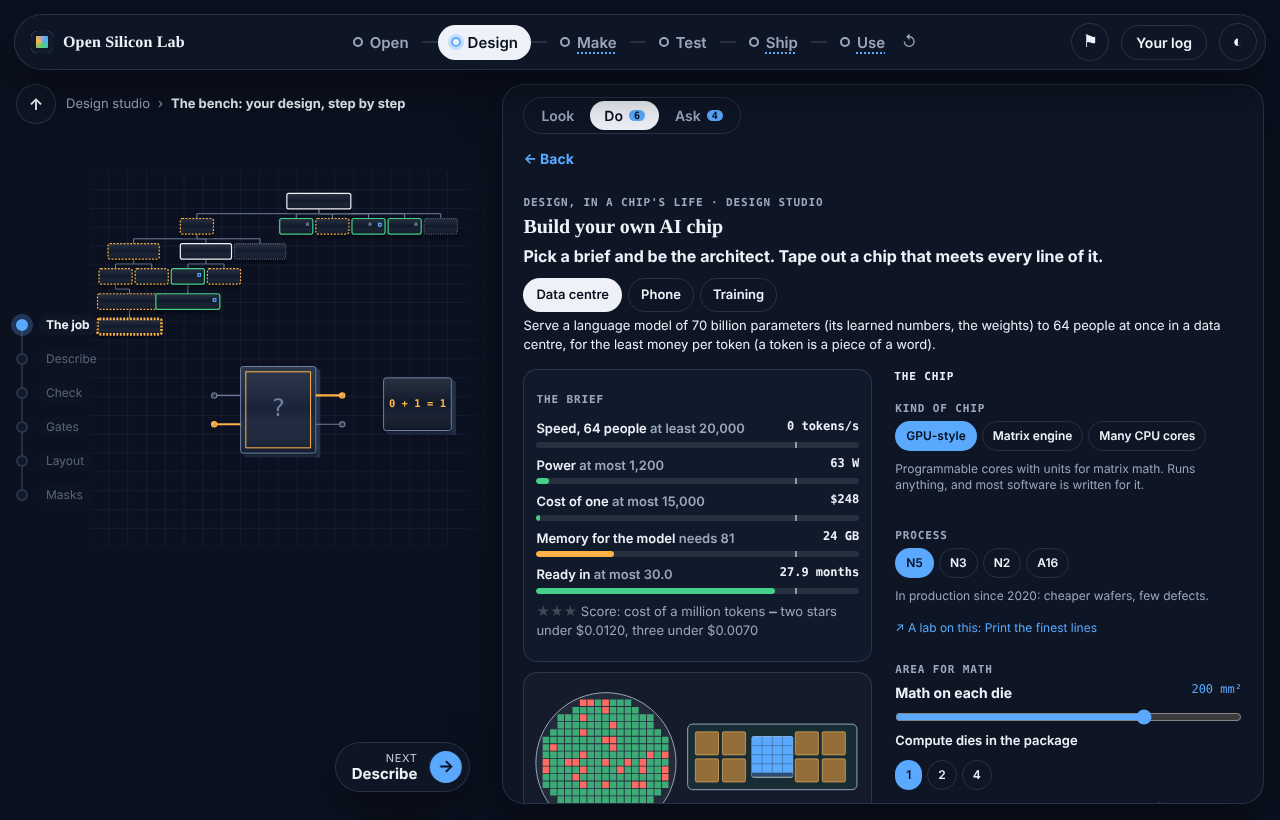 Open Silicon Lab
Open
Design
Make
Test
Ship
Use
Your log
Design studio › The bench: your design, step by step
The job
Describe
Check
Gates
Layout
Masks
?
0 + 1 = 1
NEXT
Describe
Look
Do 6
Ask 4
← Back
DESIGN, IN A CHIP'S LIFE · DESIGN STUDIO
Build your own AI chip
Pick a brief and be the architect. Tape out a chip that meets every line of it.
Data centre
Phone
Training
Serve a language model of 70 billion parameters (its learned numbers, the weights) to 64 people at once in a data
centre, for the least money per token (a token is a piece of a word).
THE BRIEF
Speed, 64 people at least 20,000 0 tokens/s
Power at most 1,200 63 W
Cost of one at most 15,000 $248
Memory for the model needs 81 24 GB
Ready in at most 30.0 27.9 months
★★★ Score: cost of a million tokens — two stars
under $0.0120, three under $0.0070
THE CHIP
KIND OF CHIP
GPU-style
Matrix engine
Many CPU cores
Programmable cores with units for matrix math. Runs
anything, and most software is written for it.
PROCESS
N5
N3
N2
A16
In production since 2020: cheaper wafers, few defects.
↗ A lab on this: Print the finest lines
AREA FOR MATH
Math on each die 200 mm²
Compute dies in the package
1
2
4